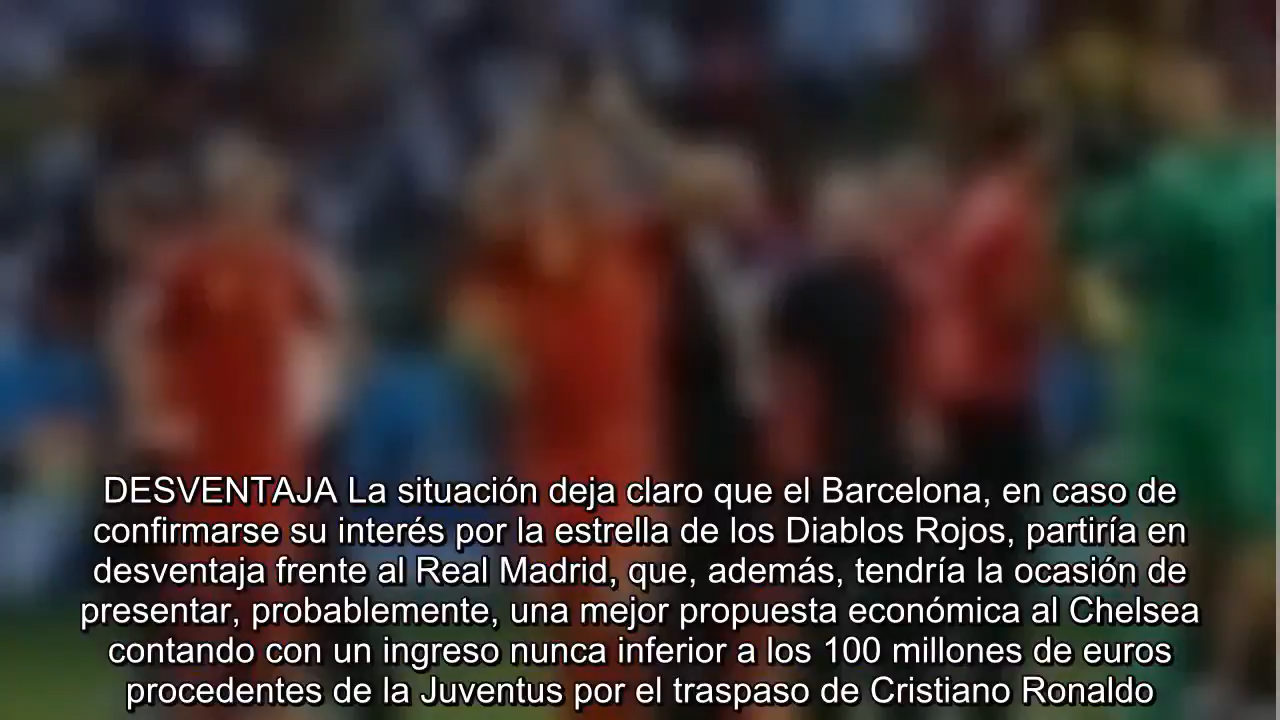 DESVENTAJA La situación deja claro que el Barcelona, en caso de
confirmarse su interés por la estrella de los Diablos Rojos, partiría en
desventaja frente al Real Madrid, que, además, tendría la ocasión de
presentar, probablemente, una mejor propuesta económica al Chelsea
contando con un ingreso nunca inferior a los 100 millones de euros
procedentes de la Juventus por el traspaso de Cristiano Ronaldo